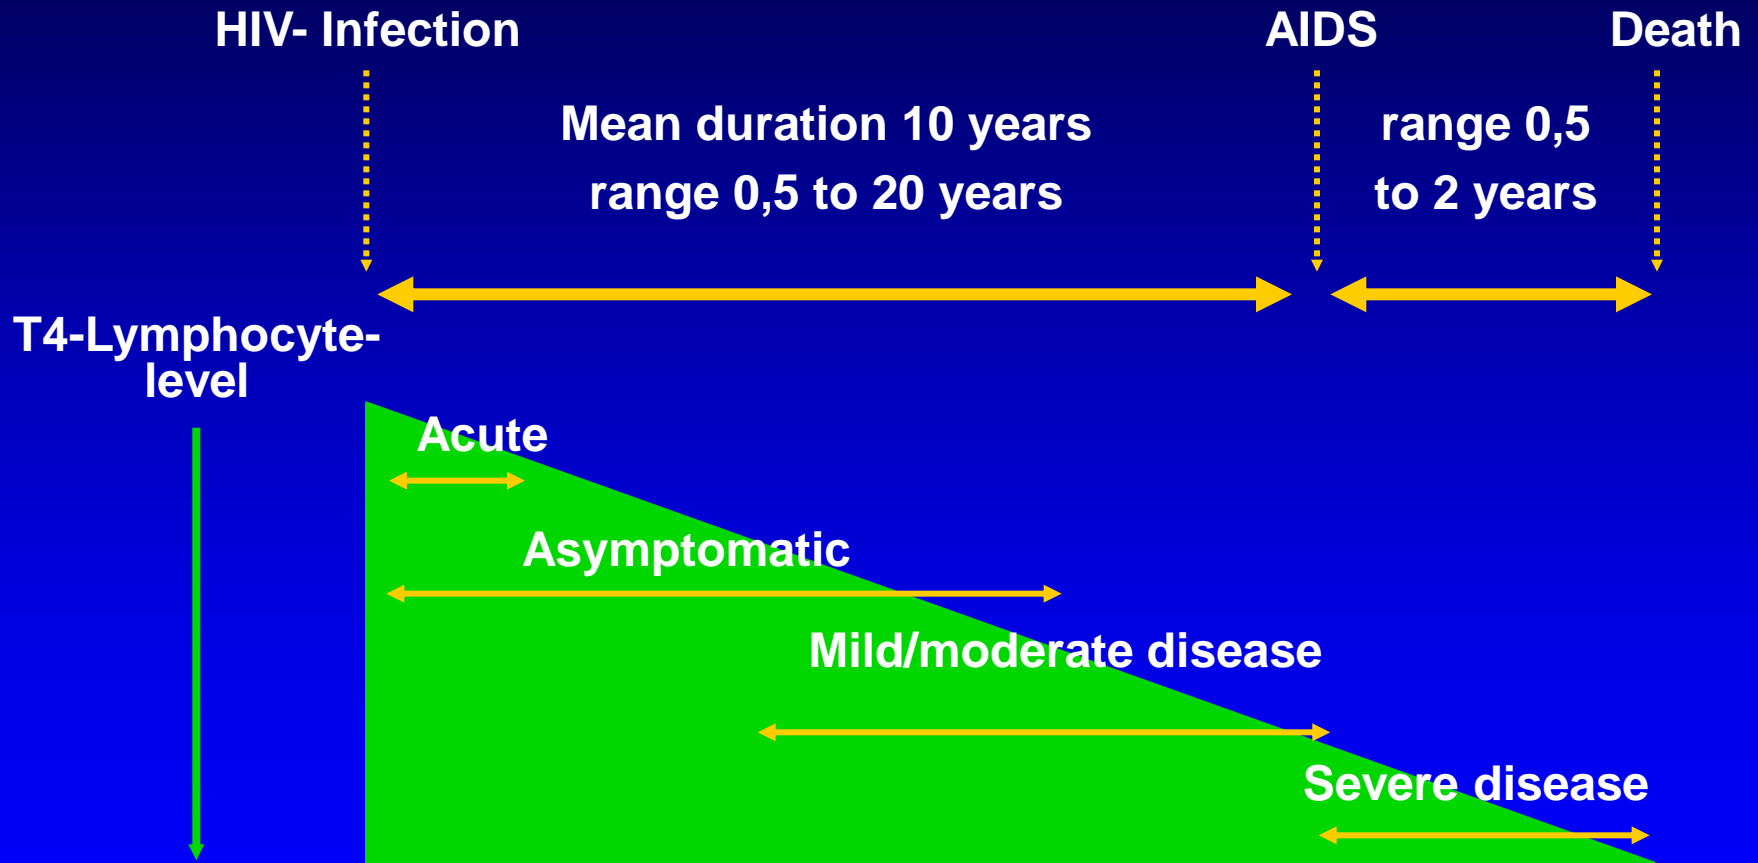 HIV- Infection
AIDS
Death
Mean duration 10 years
range 0,5 to 20 years
range 0,5
to 2 years
T4-Lymphocyte-
level
Acute
Asymptomatic
Mild/moderate disease
Severe disease